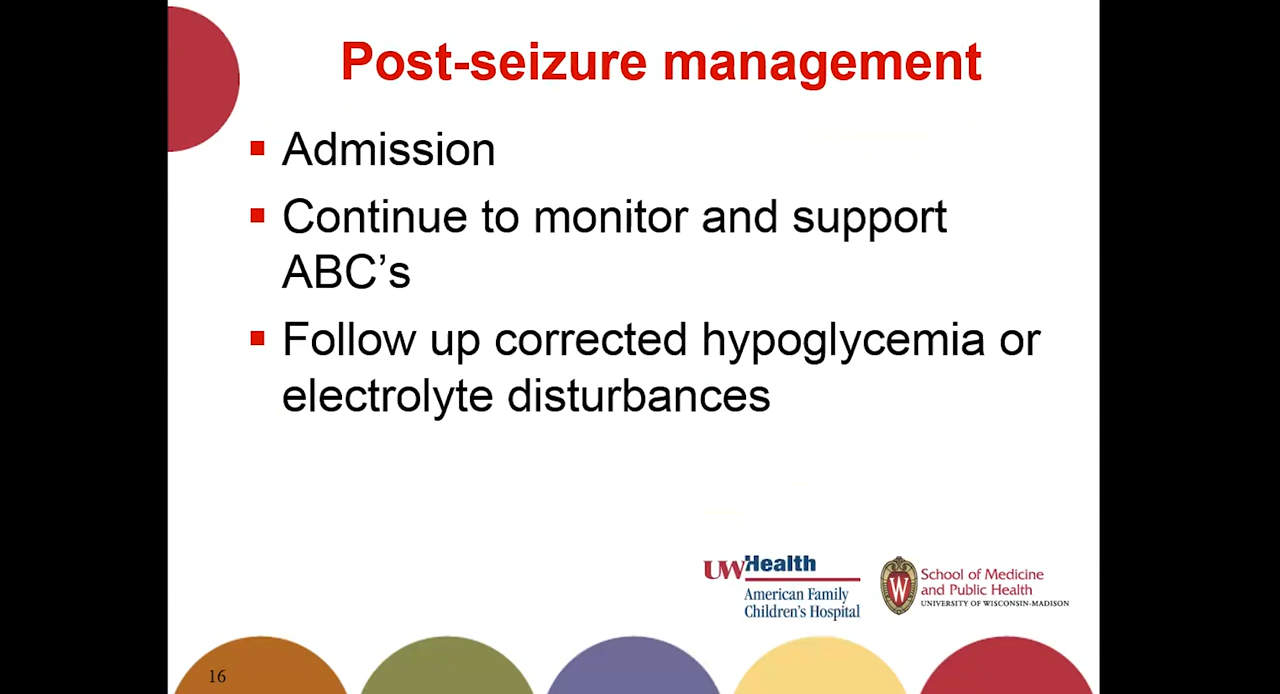 Post-seizure management
Admission
Continue to monitor and support
ABC’s
Follow up corrected hypoglycemia or
electrolyte disturbances
UWHealth
American Family
Children's Hospital
W
School of Medicine
and Public Health
UNIVERSITY OF WISCONSIN-MADISON
16